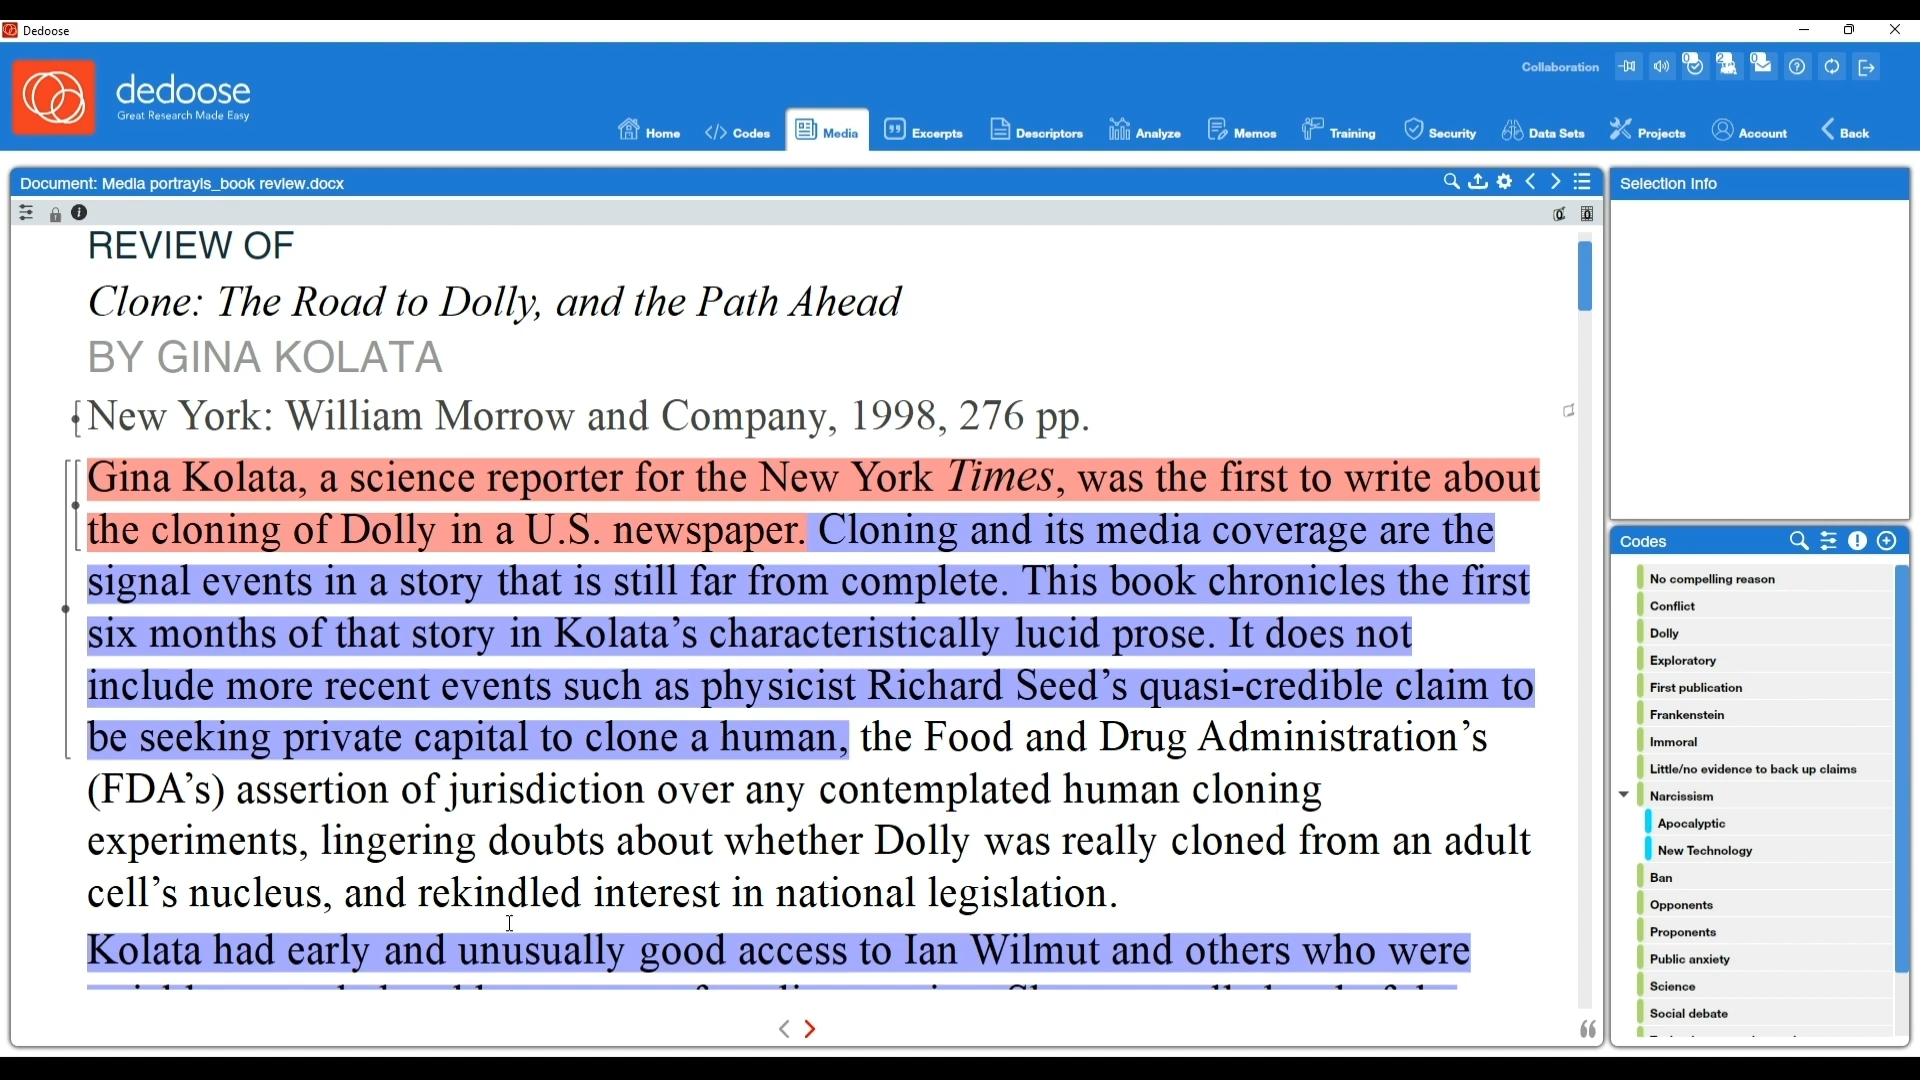 Dedoose
dedoose
Great Research Made Easy
Collaboration
0
2
0
Home
Codes
Media
Excerpts
Descriptors
Analyze
Memos
Training
Security
Data Sets
Projects
Account
Back
Document: Media portrayls_book review.docx
0
0
REVIEW OF
Clone: The Road to Dolly, and the Path Ahead
BY GINA KOLATA
New York: William Morrow and Company, 1998, 276 pp.
Gina Kolata, a science reporter for the New York Times, was the first to write about
the cloning of Dolly in a U.S. newspaper. Cloning and its media coverage are the
signal events in a story that is still far from complete. This book chronicles the first
six months of that story in Kolata’s characteristically lucid prose. It does not
include more recent events such as physicist Richard Seed’s quasi-credible claim to
be seeking private capital to clone a human, the Food and Drug Administration’s
(FDA’s) assertion of jurisdiction over any contemplated human cloning
experiments, lingering doubts about whether Dolly was really cloned from an adult
cell’s nucleus, and rekindled interest in national legislation.
Kolata had early and unusually good access to Ian Wilmut and others who were
Selection Info
Codes
No compelling reason
Conflict
Dolly
Exploratory
First publication
Frankenstein
Immoral
Little/no evidence to back up claims
Narcissism
Apocalyptic
New Technology
Ban
Opponents
Proponents
Public anxiety
Science
Social debate